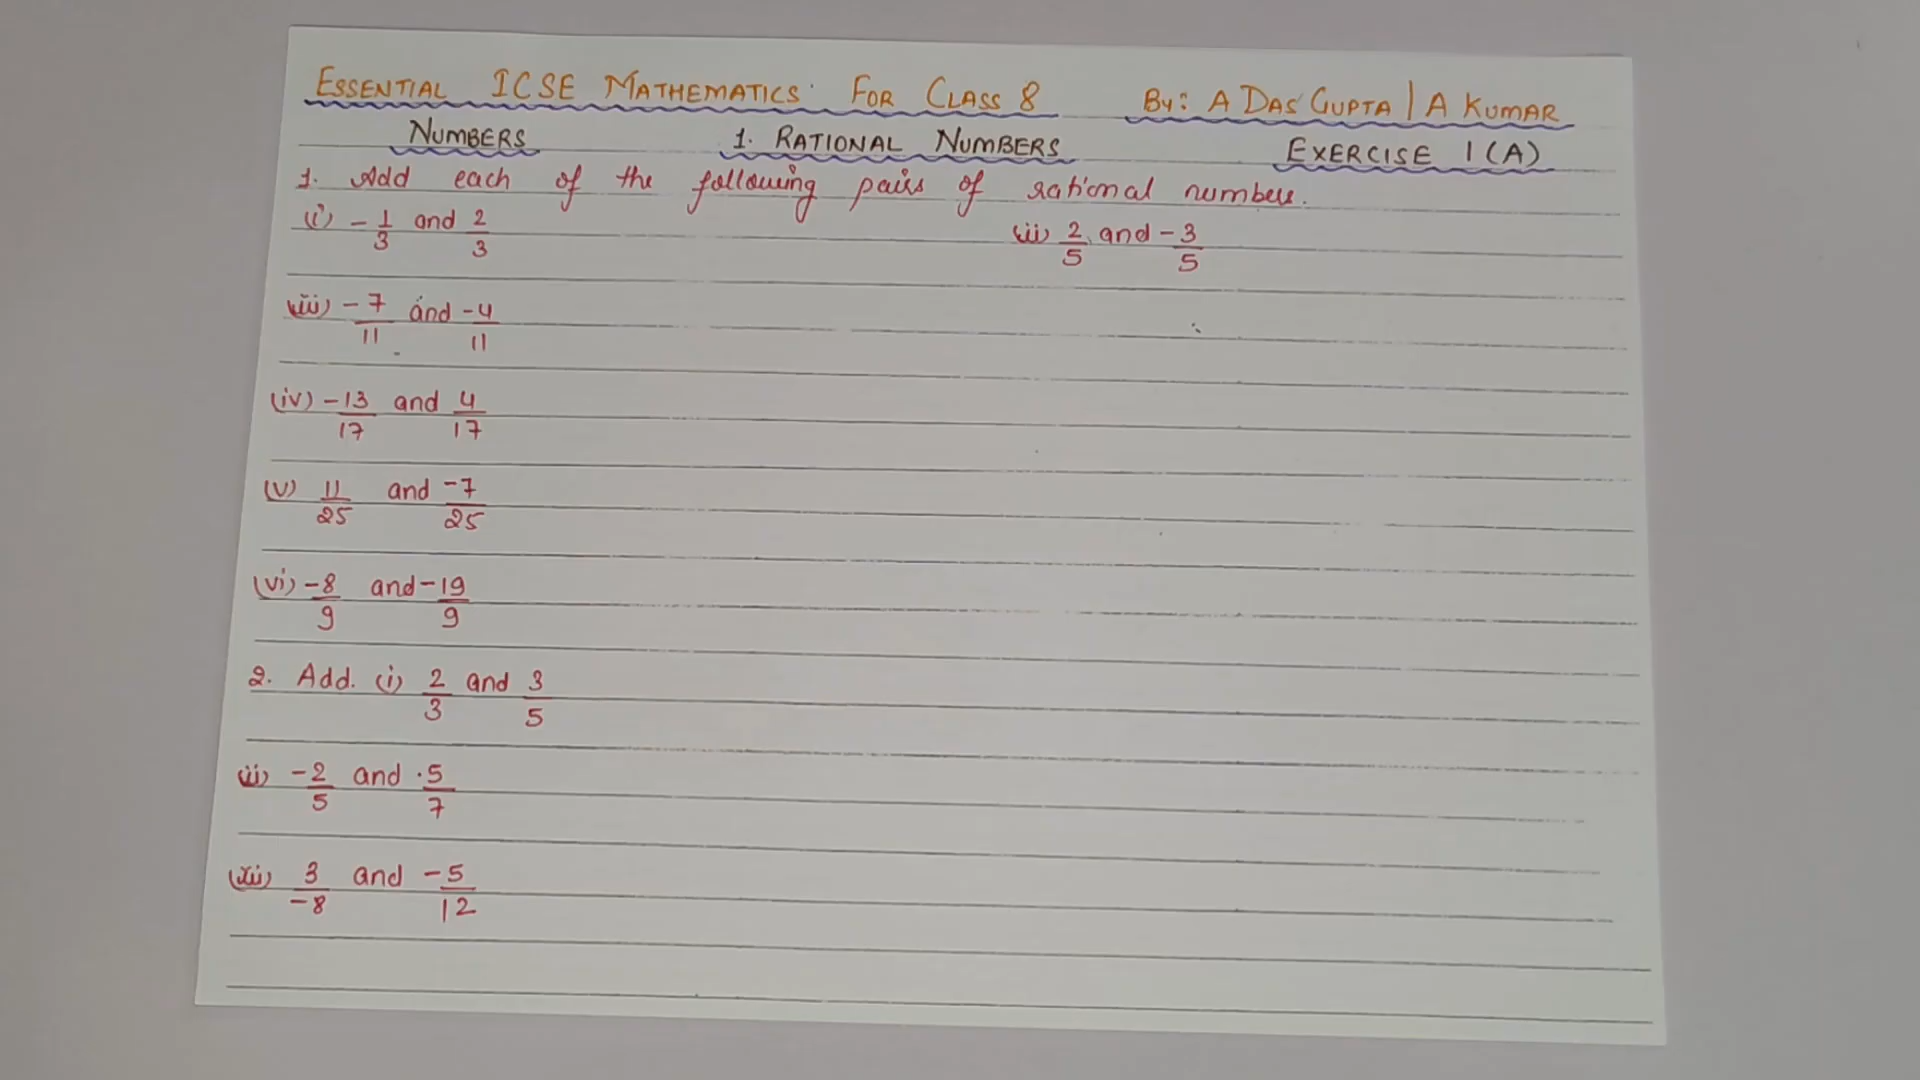 ESSENTIAL ICSE MATHEMATICS FOR CLASS 8 By: A DAS GUPTA | A KUMAR
NUMBERS 1. RATIONAL NUMBERS EXERCISE 1(A)
1. Add each of the following pairs of rational numbers.
(i) -1/3 and 2/3 (ii) 2/5 and -3/5
(iii) -7/11 and -4/11
(iv) -13/17 and 4/17
(v) 11/25 and -7/25
(vi) -8/9 and -19/9
2. Add. (i) 2/3 and 3/5
(ii) -2/5 and 5/7
(iii) 3/-8 and -5/12